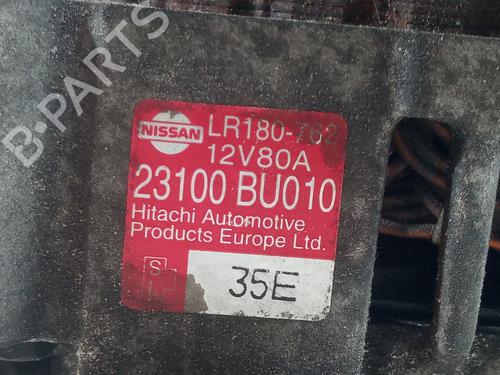 B-PARTS
NISSAN
LR180-762
12V80A
23100 BU010
Hitachi Automotive
Products Europe Ltd.
S
L
35E